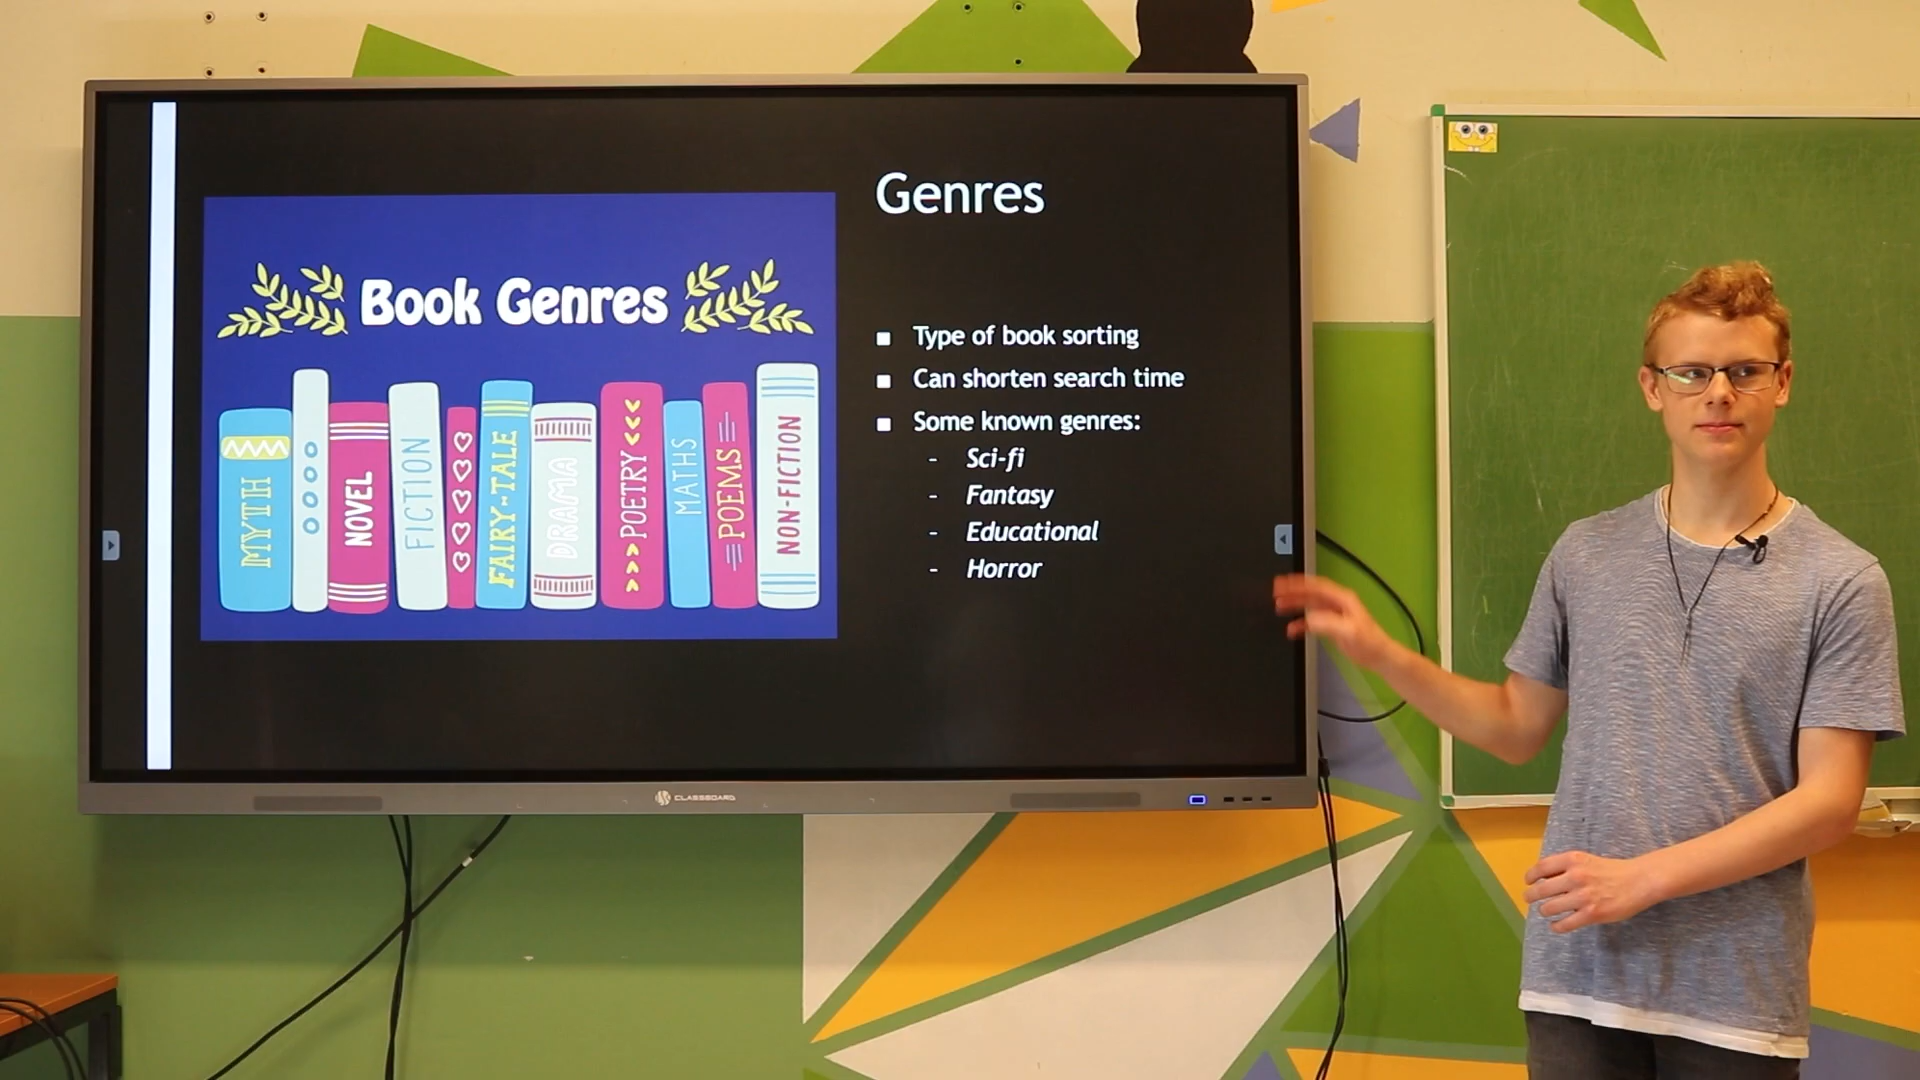 Genres
Book Genres
MYTH
NOVEL
FICTION
FAIRY-TALE
DRAMA
POETRY
MATHS
POEMS
NON-FICTION
■ Type of book sorting
■ Can shorten search time
■ Some known genres:
- Sci-fi
- Fantasy
- Educational
- Horror
CLASSBOARD